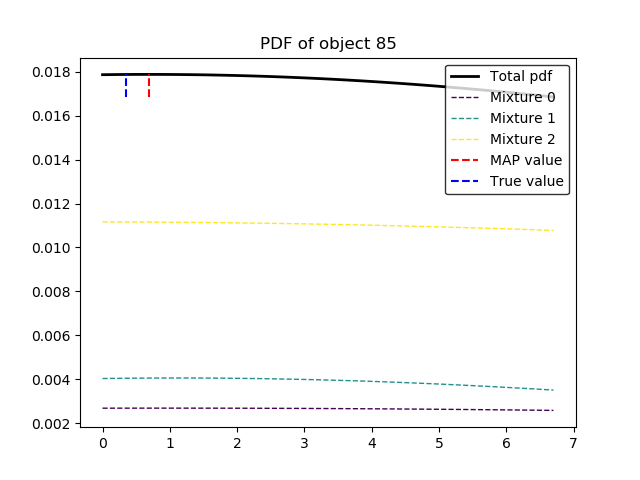 PDF of object 85
0.018
0.016
0.014
0.012
0.010
0.008
0.006
0.004
0.002
0 1 2 3 4 5 6 7
Total pdf
Mixture 0
Mixture 1
Mixture 2
MAP value
True value